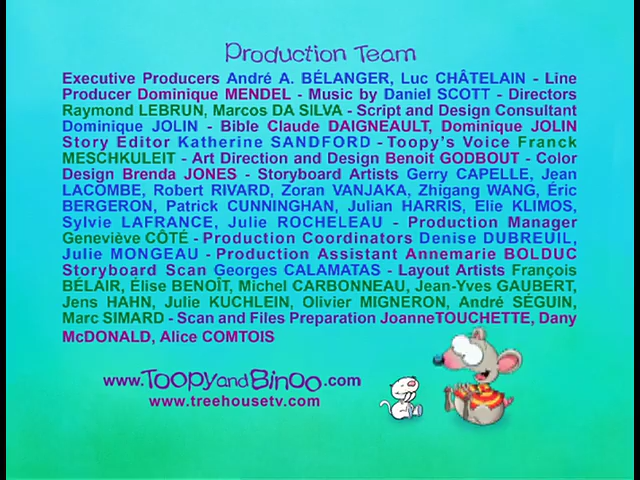 Production Team
Executive Producers André A. BÉLANGER, Luc CHÂTELAIN - Line
Producer Dominique MENDEL - Music by Daniel SCOTT - Directors
Raymond LEBRUN, Marcos DA SILVA - Script and Design Consultant
Dominique JOLIN - Bible Claude DAIGNEAULT, Dominique JOLIN
Story Editor Katherine SANDFORD - Toopy's Voice Franck
MESCHKULEIT - Art Direction and Design Benoit GODBOUT - Color
Design Brenda JONES - Storyboard Artists Gerry CAPELLE, Jean
LACOMBE, Robert RIVARD, Zoran VANJAKA, Zhigang WANG, Éric
BERGERON, Patrick CUNNINGHAN, Julian HARRIS, Elie KLIMOS,
Sylvie LAFRANCE, Julie ROCHELEAU - Production Manager
Geneviève CÔTÉ - Production Coordinators Denise DUBREUIL,
Julie MONGEAU - Production Assistant Annemarie BOLDUC
Storyboard Scan Georges CALAMATAS - Layout Artists François
BÉLAIR, Élise BENOÎT, Michel CARBONNEAU, Jean-Yves GAUBERT,
Jens HAHN, Julie KUCHLEIN, Olivier MIGNERON, André SÉGUIN,
Marc SIMARD - Scan and Files Preparation JoanneTOUCHETTE, Dany
McDONALD, Alice COMTOIS
www.ToopyandBinoo.com
www.treehousetv.com